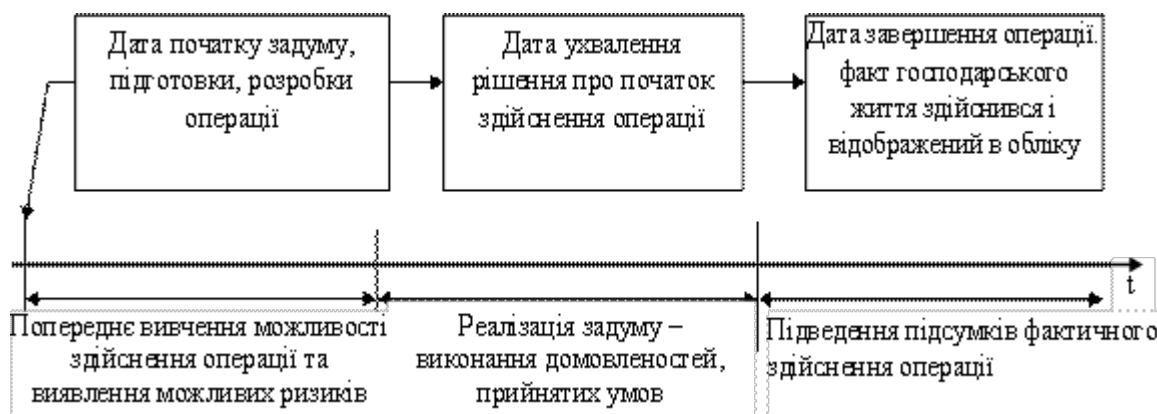 Дата початку задуму,
підготовки, розробки
операції
Дата ухвалення
рішення про початок
здійснення операції
Дата завершення операції.
факт господарського
життя здійснився і
відображений в обліку
t
Попереднє вивчення можливості
здійснення операції та
виявлення можливих ризиків
Реалізація задуму –
виконання домовленостей,
прийнятих умов
Підведення підсумків фактичного
здійснення операції